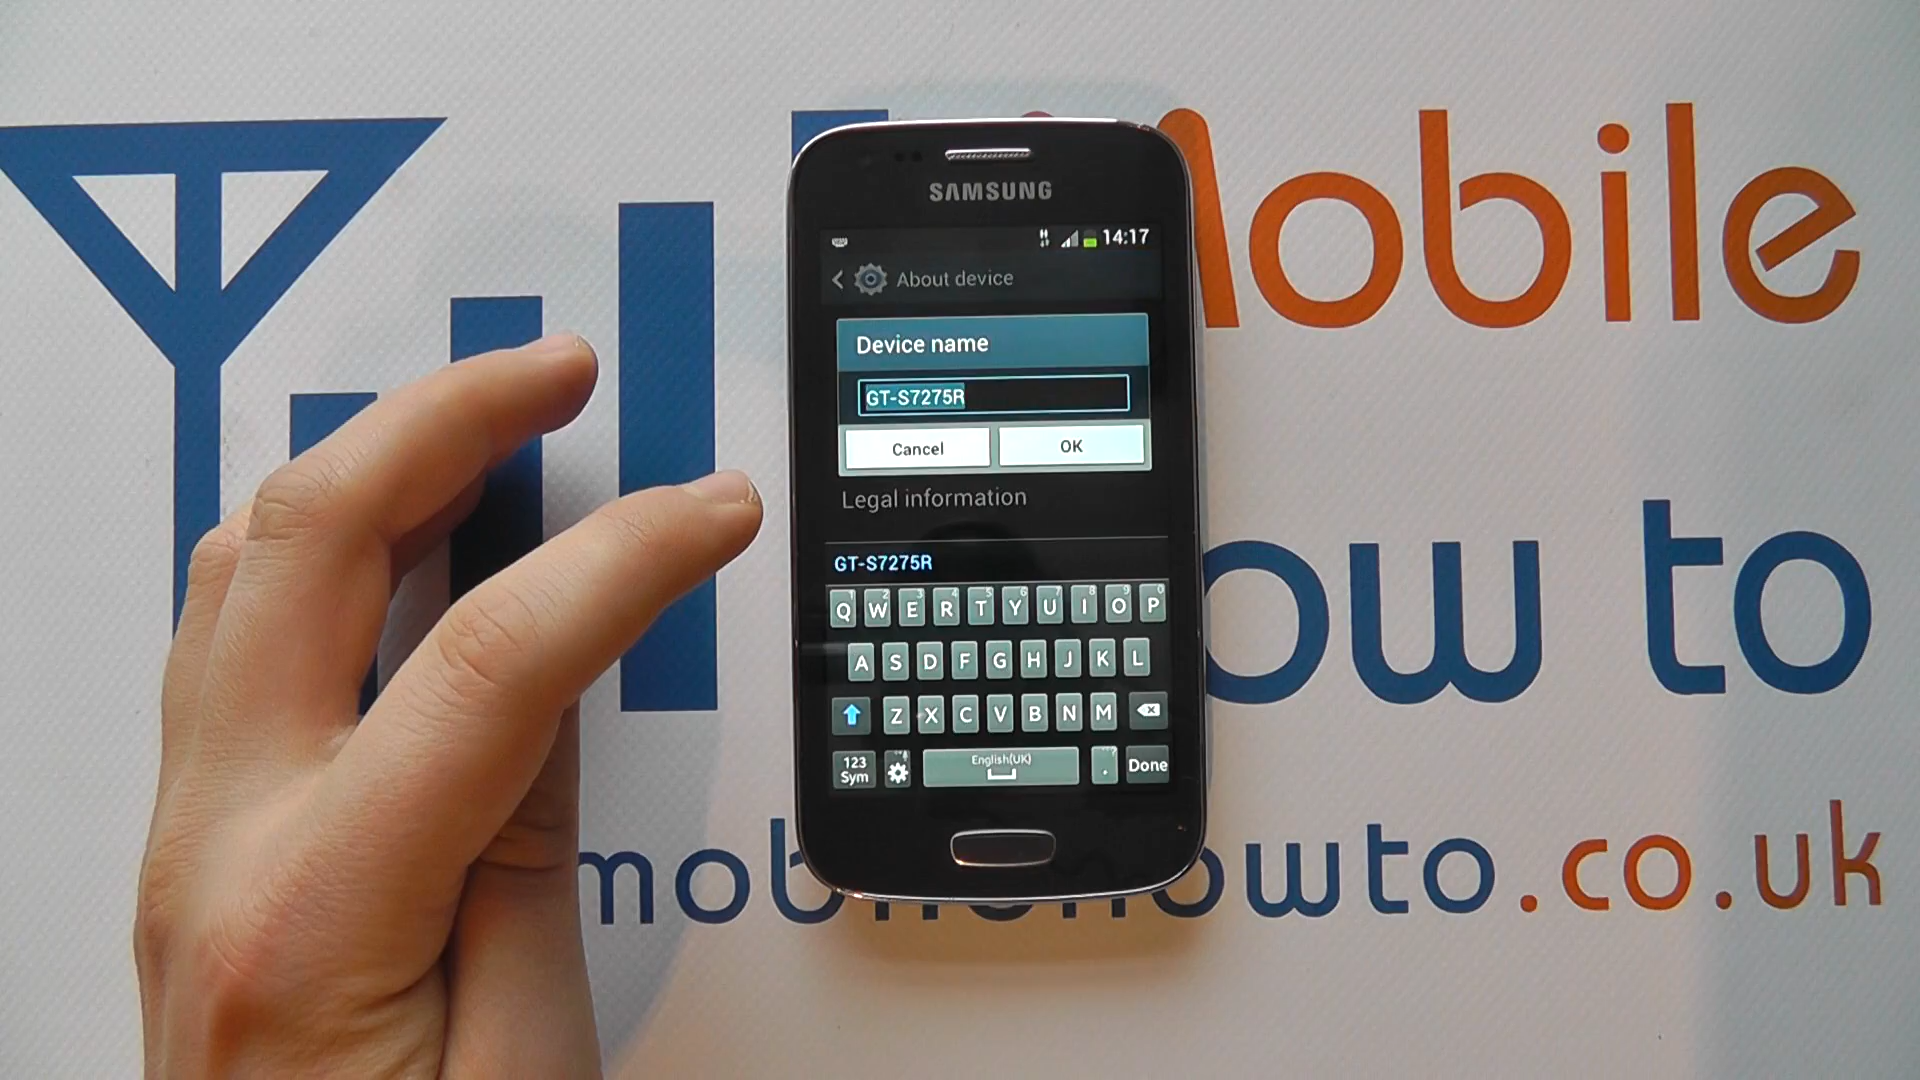 Mobile
SAMSUNG
14:17
About device
Device name
GT-S7275R
Cancel OK
Legal information
GT-S7275R
Q W E R T Y U I O P
A S D F G H J K L
Z X C V B N M
123
Sym
English(UK)
. Done
ow to
mob howto.co.uk